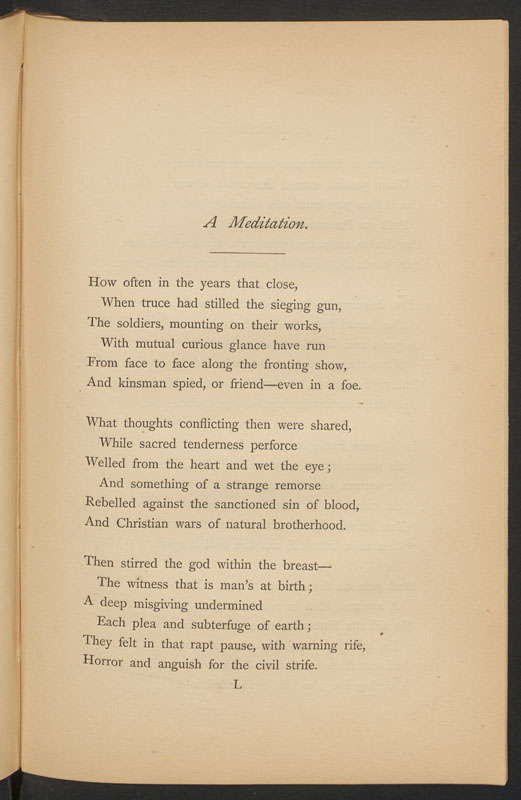 A Meditation.
How often in the years that close,
When truce had stilled the sieging gun,
The soldiers, mounting on their works,
With mutual curious glance have run
From face to face along the fronting show,
And kinsman spied, or friend—even in a foe.
What thoughts conflicting then were shared,
While sacred tenderness perforce
Welled from the heart and wet the eye;
And something of a strange remorse
Rebelled against the sanctioned sin of blood,
And Christian wars of natural brotherhood.
Then stirred the god within the breast—
The witness that is man's at birth;
A deep misgiving undermined
Each plea and subterfuge of earth;
They felt in that rapt pause, with warning rife,
Horror and anguish for the civil strife.
L